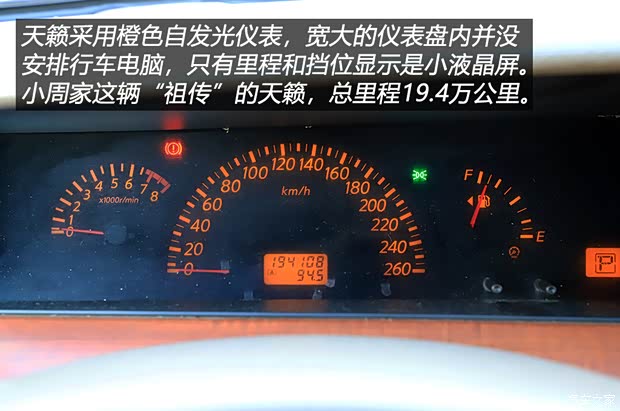 天籁采用橙色自发光仪表，宽大的仪表盘内并没
安排行车电脑，只有里程和挡位显示是小液晶屏。
小周家这辆“祖传”的天籁，总里程19.4万公里。
0 1 2 3 4 5 6 7 8
x1000r/min
0 20 40 60 80 100 120 140 160 180 200 220 240 260
km/h
194108
A 94.5
F
E
P
汽车之家